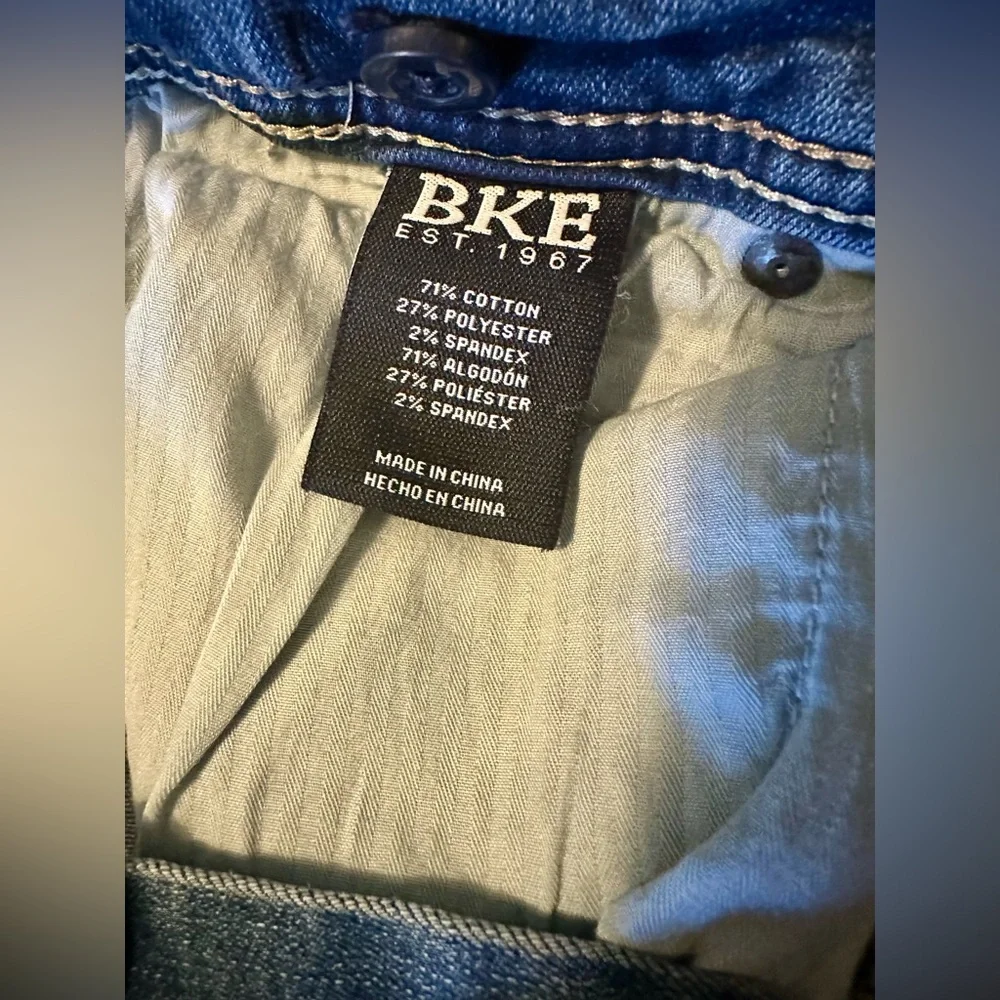 BKE
EST. 1967
71% COTTON
27% POLYESTER
2% SPANDEX
71% ALGODÓN
27% POLIÉSTER
2% SPANDEX
MADE IN CHINA
HECHO EN CHINA